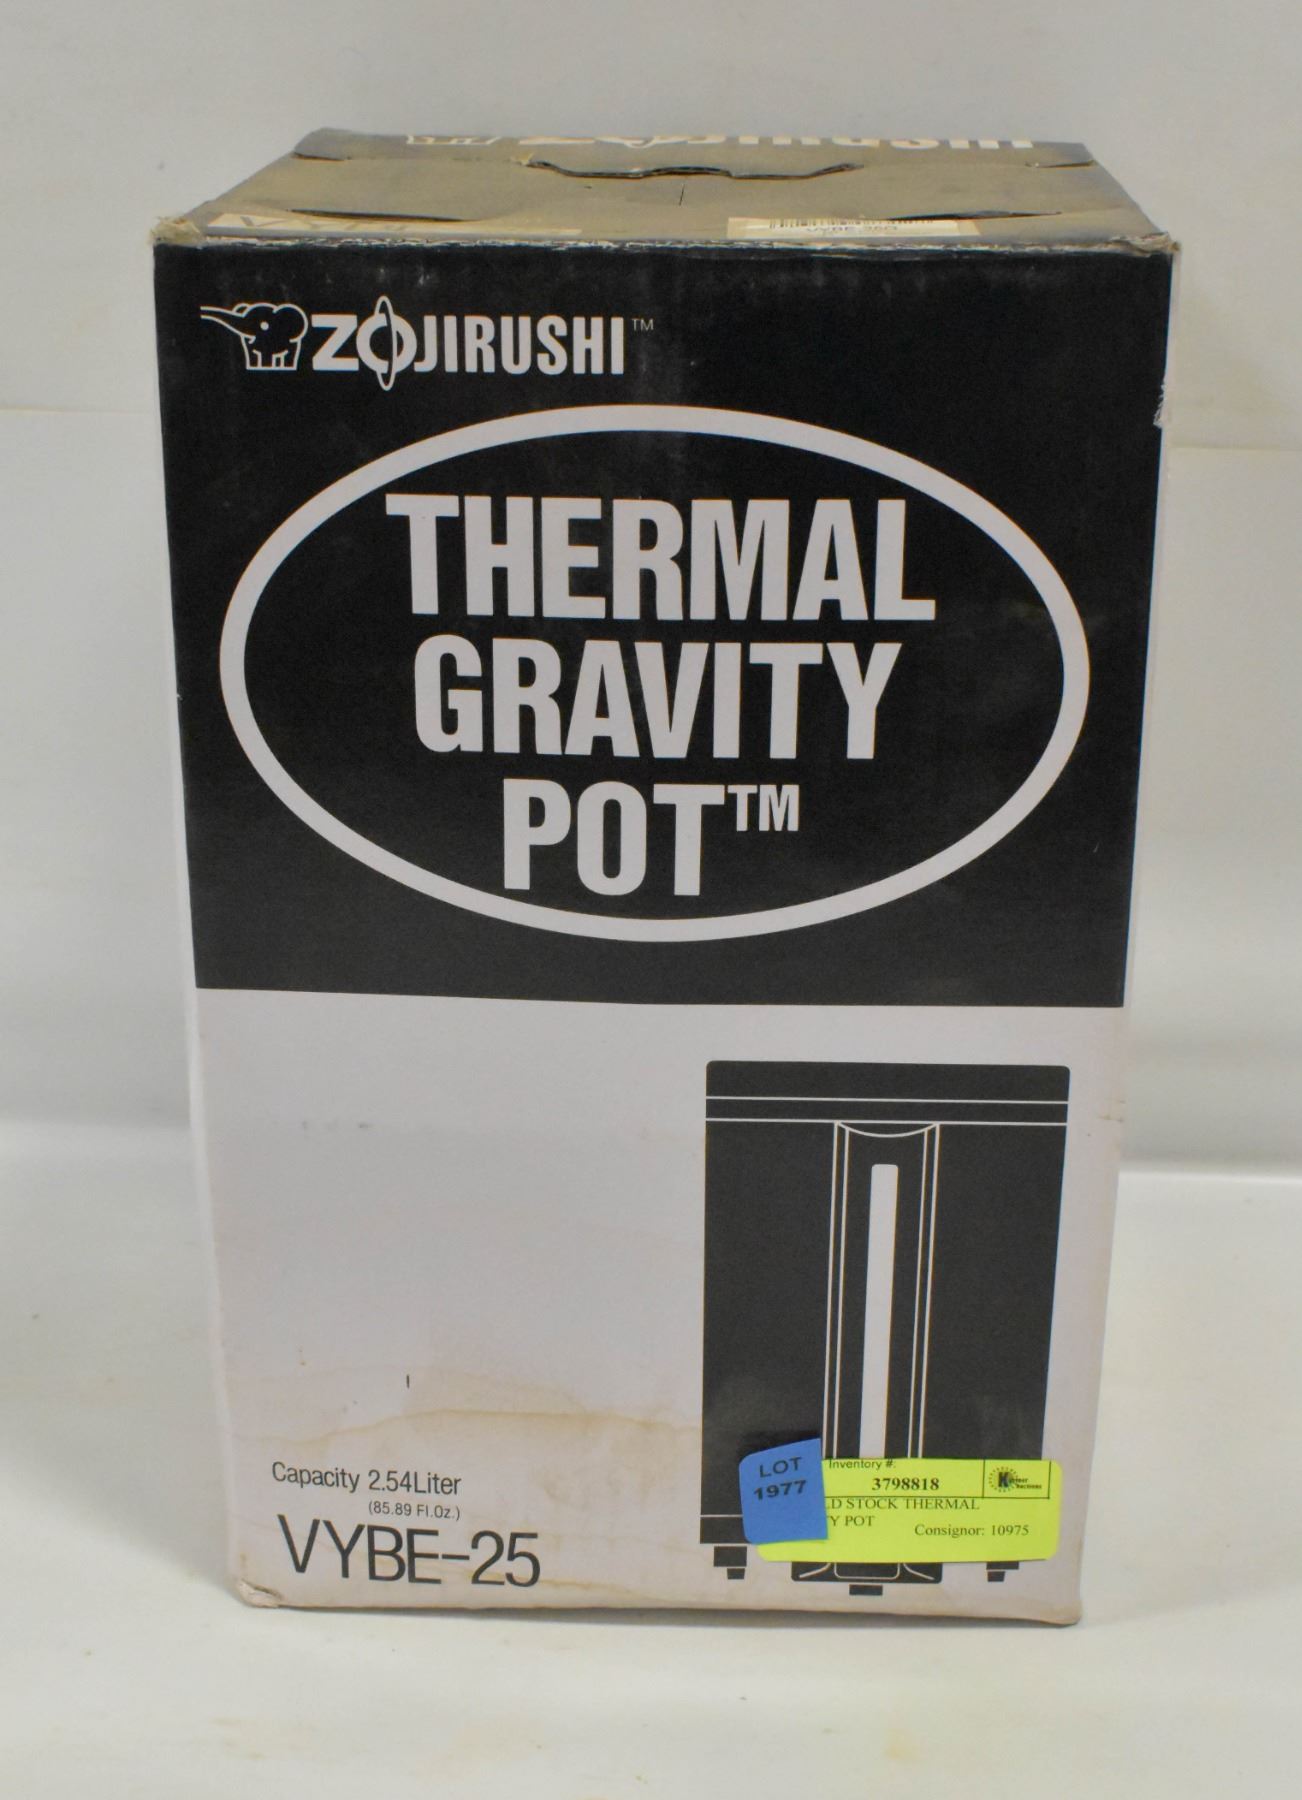 VYBE
ZOJIRUSHI™
THERMAL
GRAVITY
POT™
Capacity 2.54Liter
(85.89 Fl.Oz.)
VYBE-25
LOT
1977
Inventory #:
3798818
STOCK THERMAL
POT
Consignor: 10975